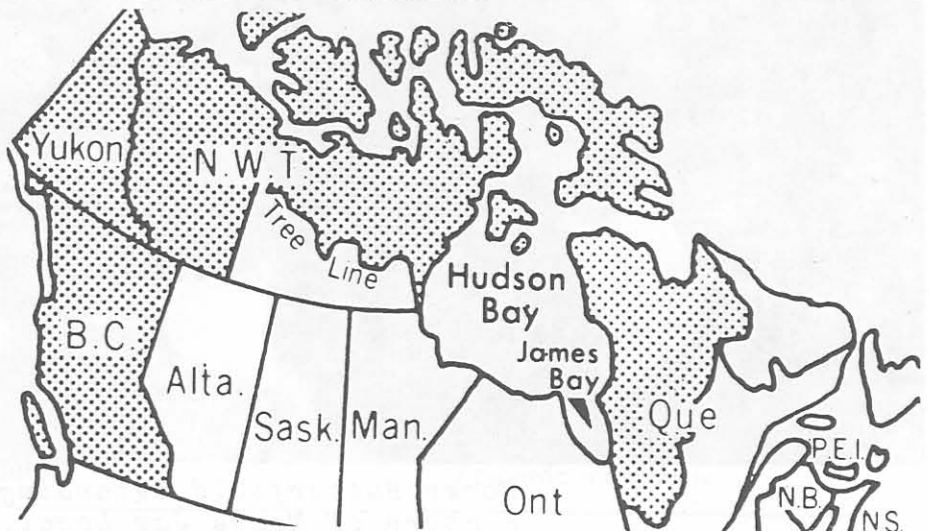 Yukon
N.W.T
Tree
Line
Hudson
Bay
B.C.
James
Bay
Alta.
Sask.
Man.
Que
Ont
P.E.I.
N.B.
N.S.